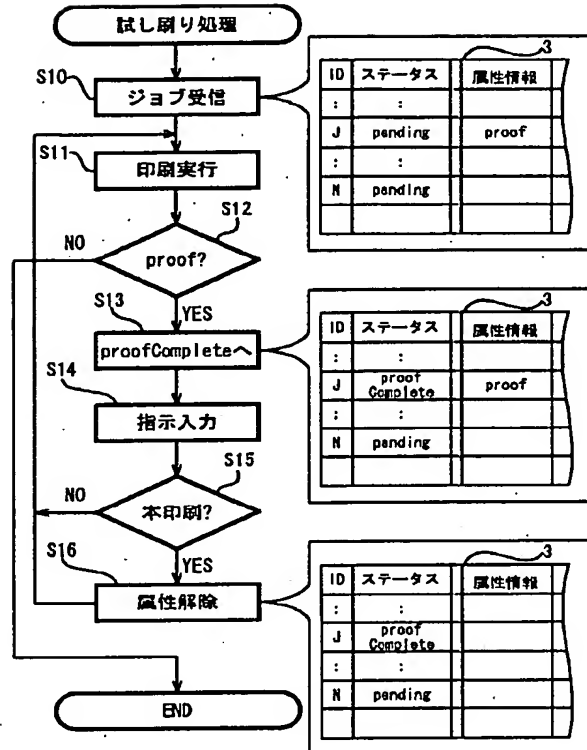 試し刷り処理
S10
ジョブ受信
S11
印刷実行
S12
NO
proof?
YES
S13
proofCompleteへ
S14
指示入力
S15
NO
本印刷?
YES
S16
属性解除
END
3
ID ステータス 属性情報
: :
J pending proof
: :
N pending
3
ID ステータス 属性情報
: :
J proof
Complete proof
: :
N pending
3
ID ステータス 属性情報
: :
J proof
Complete
: :
N pending